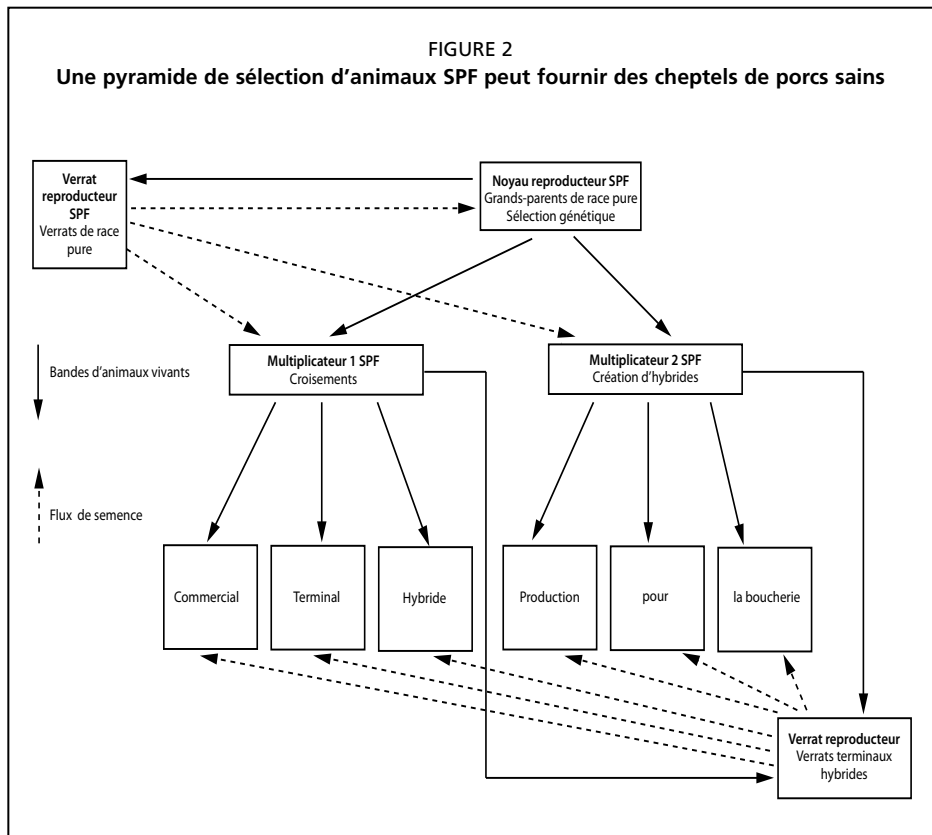 FIGURE 2
Une pyramide de sélection d’animaux SPF peut fournir des cheptels de porcs sains
Verrat
reproducteur
SPF
Verrats de race
pure
Noyau reproducteur SPF
Grands-parents de race pure
Sélection génétique
Bandes d’animaux vivants
Multiplicateur 1 SPF
Croisements
Multiplicateur 2 SPF
Création d’hybrides
Flux de semence
Commercial
Terminal
Hybride
Production
pour
la boucherie
Verrat reproducteur
Verrats terminaux
hybrides